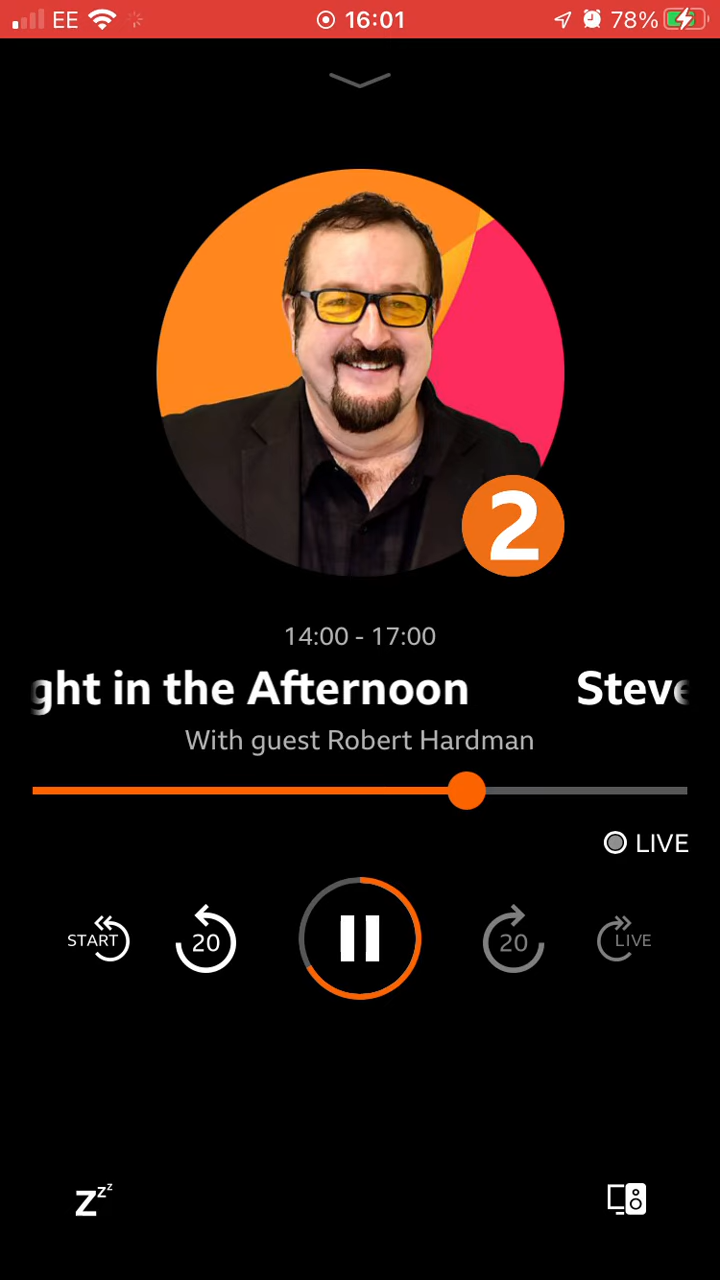 EE 16:01 78%
2
14:00 - 17:00
ght in the Afternoon Steve
With guest Robert Hardman
LIVE
START 20 20 LIVE
Zzz